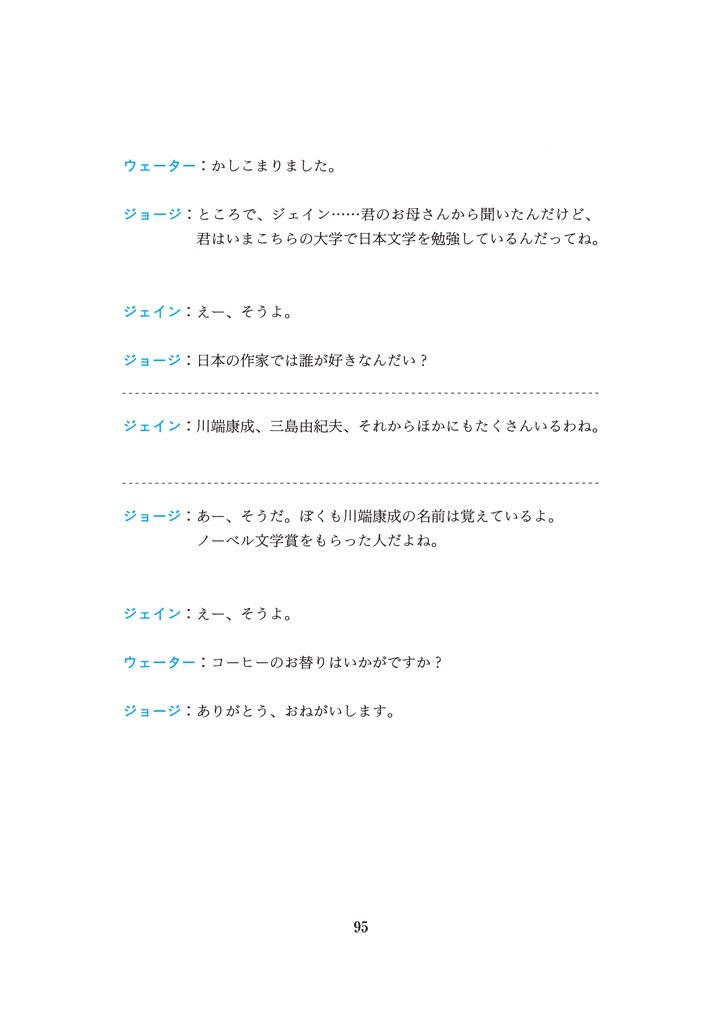 ウェーター：かしこまりました。
ジョージ：ところで、ジェイン……君のお母さんから聞いたんだけど、
君はいまこちらの大学で日本文学を勉強しているんだってね。
ジェイン：えー、そうよ。
ジョージ：日本の作家では誰が好きなんだい？
ジェイン：川端康成、三島由紀夫、それからほかにもたくさんいるわね。
ジョージ：あー、そうだ。ぼくも川端康成の名前は覚えているよ。
ノーベル文学賞をもらった人だよね。
ジェイン：えー、そうよ。
ウェーター：コーヒーのお替りはいかがですか？
ジョージ：ありがとう、おねがいします。
95